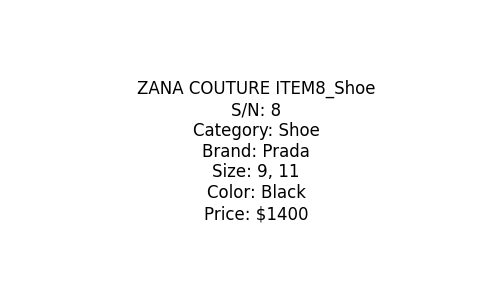 ZANA COUTURE ITEM8_Shoe
S/N: 8
Category: Shoe
Brand: Prada
Size: 9, 11
Color: Black
Price: $1400